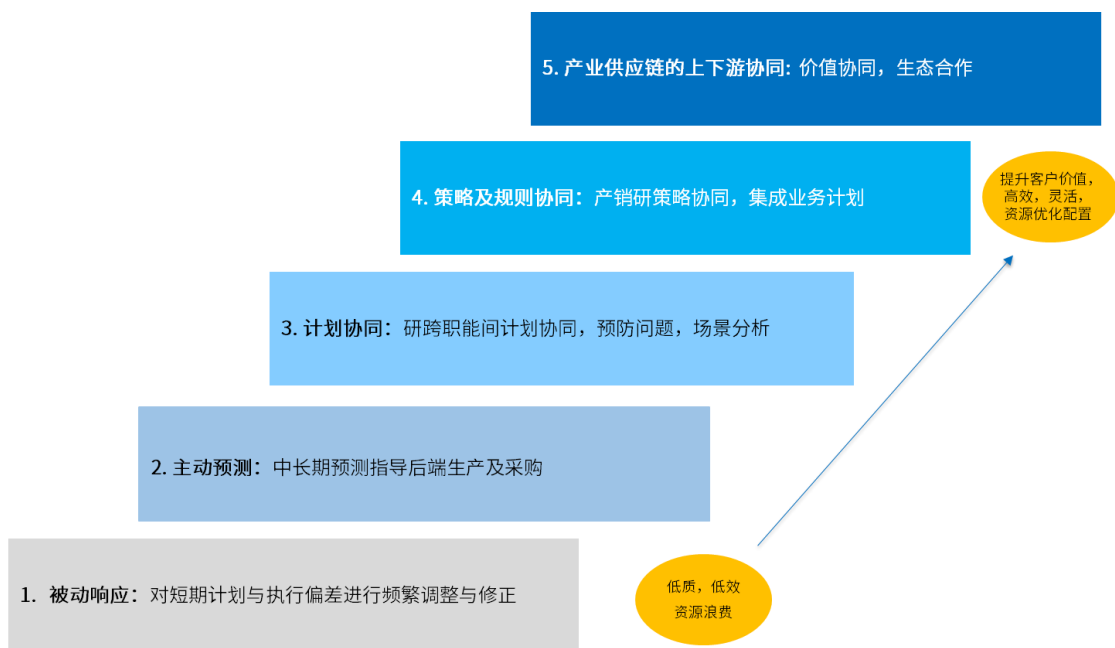 5. 产业供应链的上下游协同: 价值协同，生态合作
4. 策略及规则协同：产销研策略协同，集成业务计划
提升客户价值，
高效，灵活，
资源优化配置
3. 计划协同：研跨职能间计划协同，预防问题，场景分析
2. 主动预测：中长期预测指导后端生产及采购
1. 被动响应：对短期计划与执行偏差进行频繁调整与修正
低质，低效
资源浪费